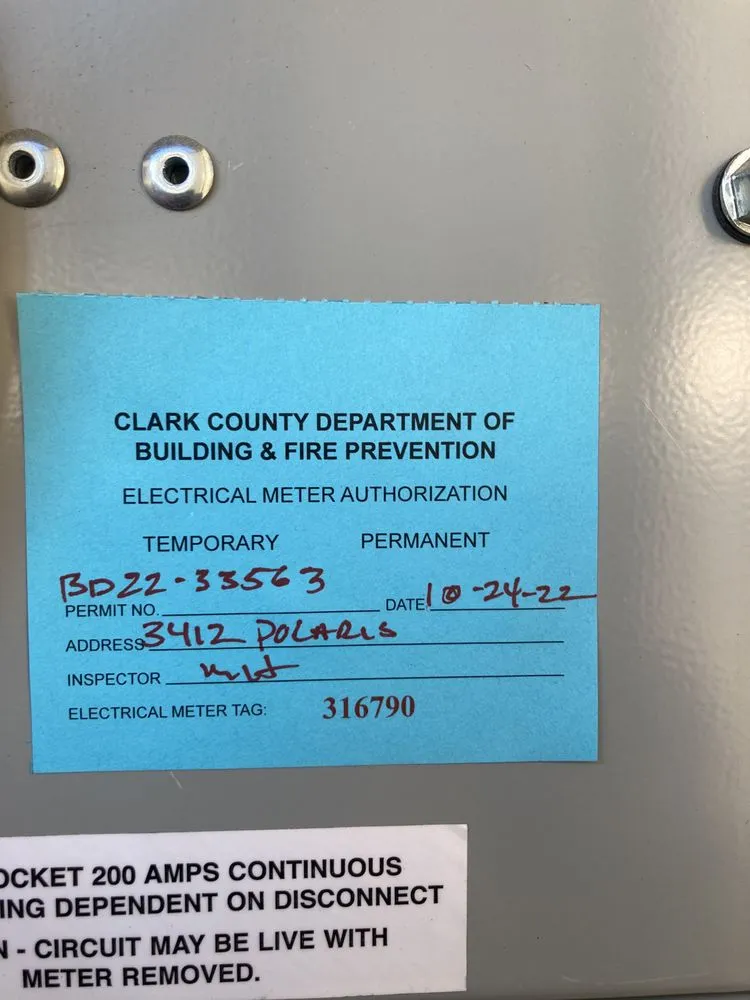 CLARK COUNTY DEPARTMENT OF
BUILDING & FIRE PREVENTION
ELECTRICAL METER AUTHORIZATION
TEMPORARY PERMANENT
PERMIT NO. BD22-33563 DATE 10-24-22
ADDRESS 3412 POLARIS
INSPECTOR
ELECTRICAL METER TAG: 316790
OCKET 200 AMPS CONTINUOUS
ING DEPENDENT ON DISCONNECT
N - CIRCUIT MAY BE LIVE WITH
METER REMOVED.